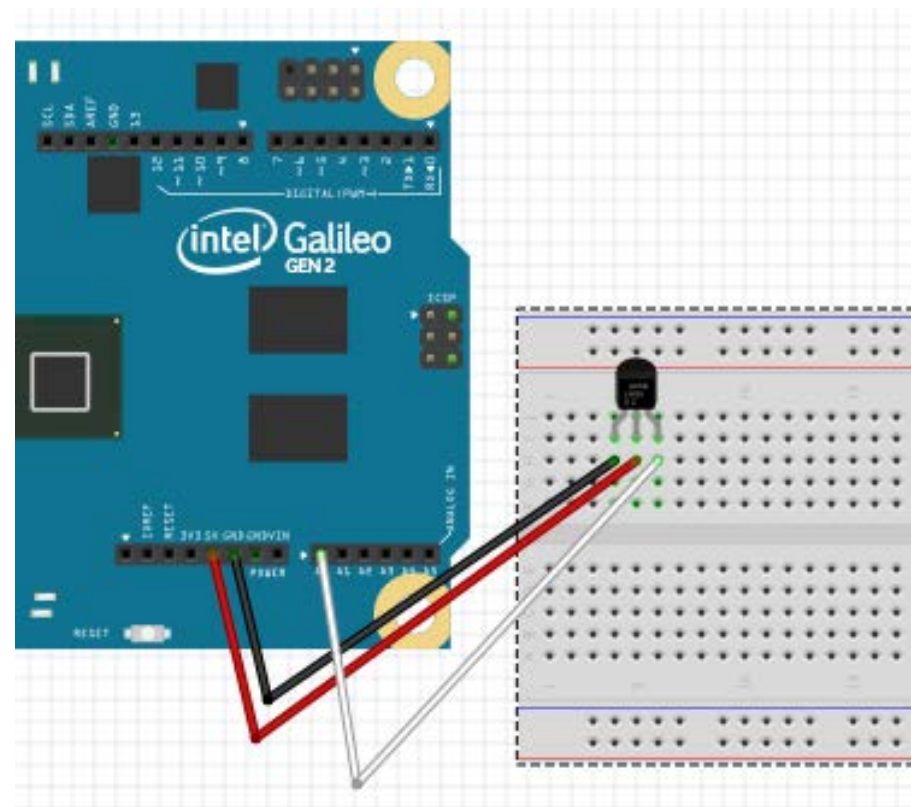 SCL
SDA
AREF
GND
13
12
~11
~10
~9
8
7
~6
~5
4
~3
2
TX▶1
RX◀0
DIGITAL (PWM~)
intel Galileo
GEN 2
ICSP
ANALOG IN
IOREF
RESET
3V3 5V GND GND VIN
POWER
A0 A1 A2 A3 A4 A5
RESET